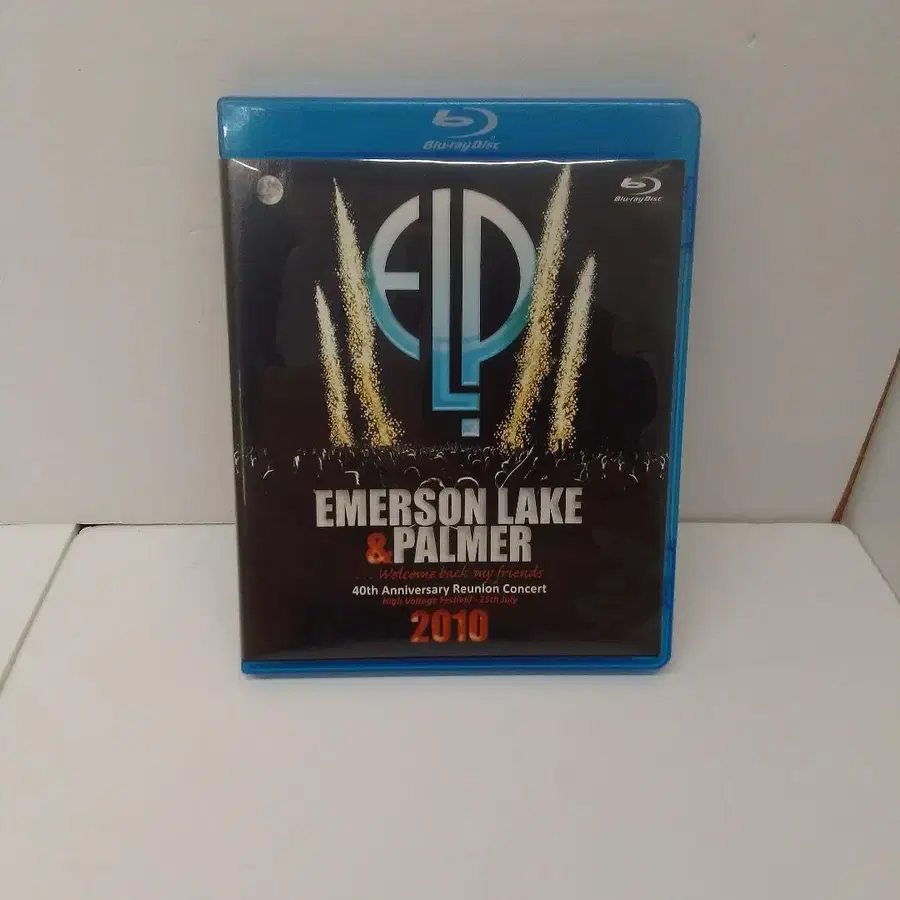 Blu-ray Disc
Blu-ray Disc
ELP
EMERSON LAKE
&PALMER
...Welcome back my friends
40th Anniversary Reunion Concert
High Voltage Festival - 25th July
2010